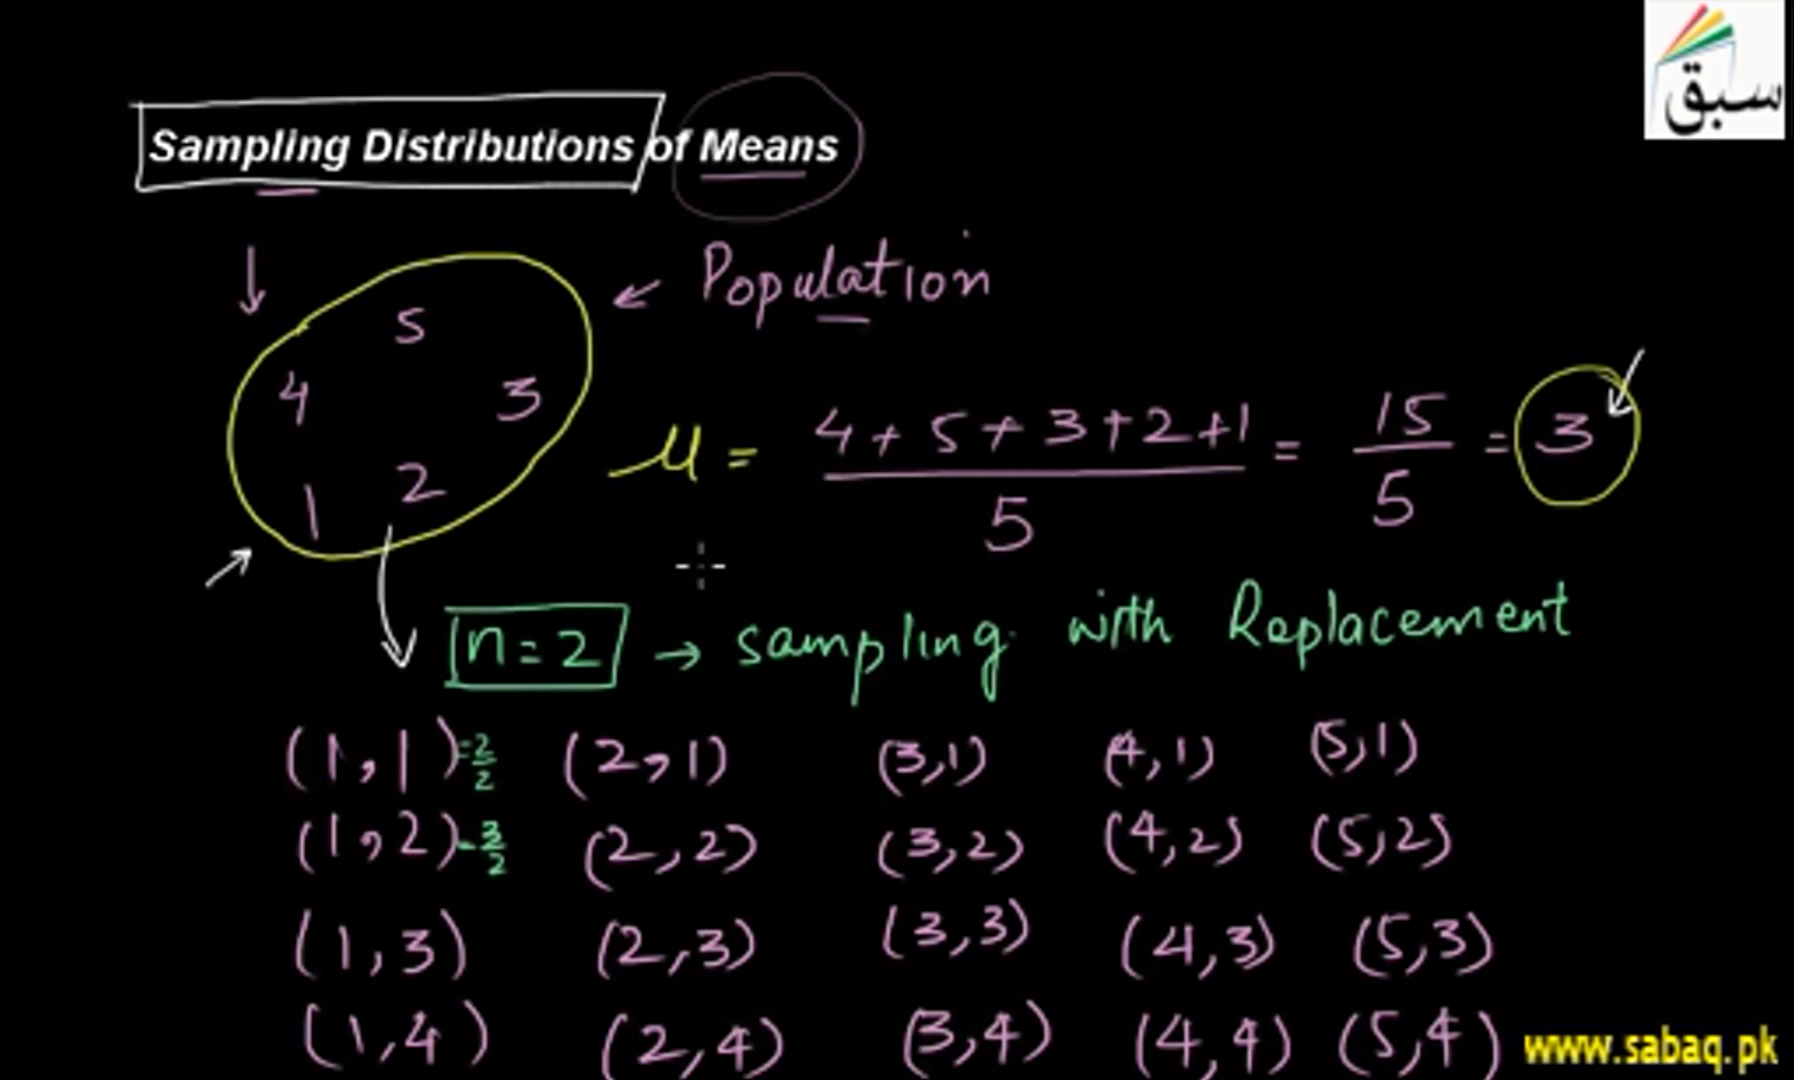 سبق
Sampling Distributions of Means
Population
5
4 3
1 2
μ = 4+5+3+2+1 / 5 = 15 / 5 = 3
n=2 → sampling with Replacement
(1,1)=2/2 (2,1) (3,1) (4,1) (5,1)
(1,2)-3/2 (2,2) (3,2) (4,2) (5,2)
(1,3) (2,3) (3,3) (4,3) (5,3)
(1,4) (2,4) (3,4) (4,4) (5,4)
www.sabaq.pk